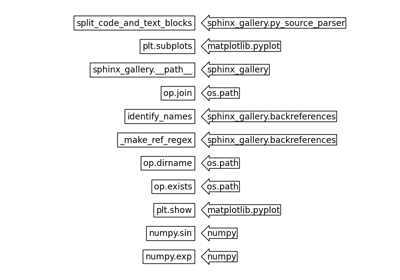 split_code_and_text_blocks sphinx_gallery.py_source_parser
plt.subplots matplotlib.pyplot
sphinx_gallery.__path__ sphinx_gallery
op.join os.path
identify_names sphinx_gallery.backreferences
_make_ref_regex sphinx_gallery.backreferences
op.dirname os.path
op.exists os.path
plt.show matplotlib.pyplot
numpy.sin numpy
numpy.exp numpy